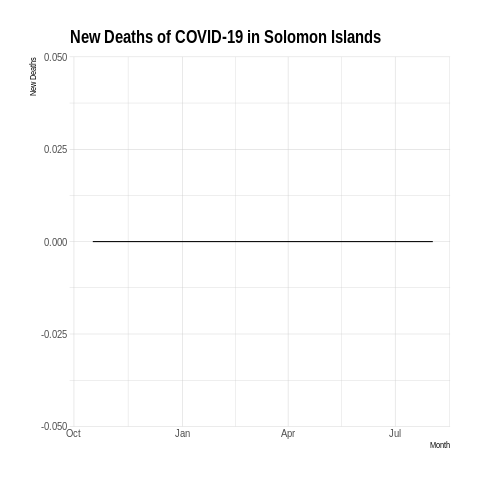 New Deaths of COVID-19 in Solomon Islands
New Deaths
0.050
0.025
0.000
-0.025
-0.050
Oct Jan Apr Jul
Month